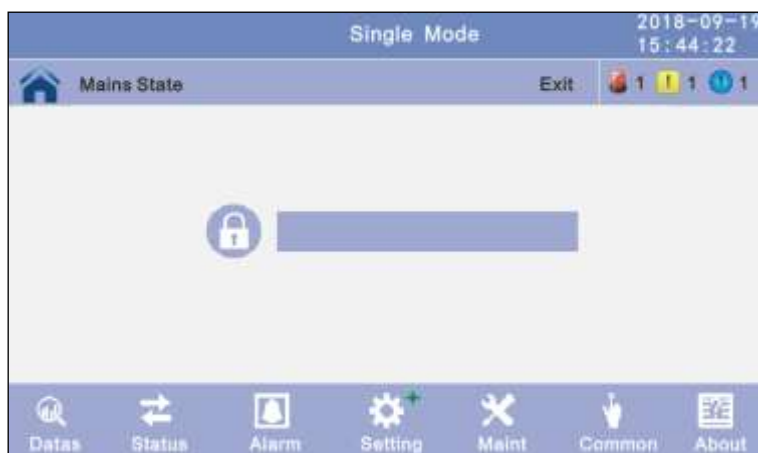 Single Mode
2018-09-19
15:44:22
Mains State
Exit
1
1
1
Datas
Status
Alarm
Setting
Maint
Common
About